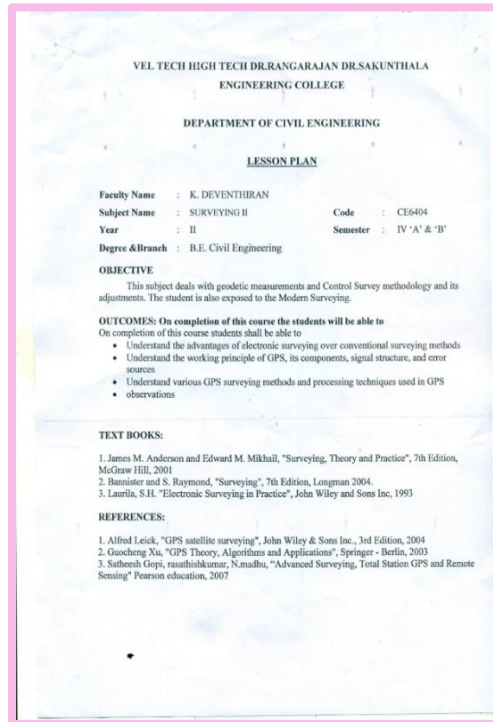 VEL TECH HIGH TECH DR.RANGARAJAN DR.SAKUNTHALA
ENGINEERING COLLEGE
DEPARTMENT OF CIVIL ENGINEERING
LESSON PLAN
Faculty Name : K. DEVENTHIRAN
Subject Name : SURVEYING II Code : CE6404
Year : II Semester : IV 'A' & 'B'
Degree &Branch : B.E. Civil Engineering
OBJECTIVE
This subject deals with geodetic measurements and Control Survey methodology and its
adjustments. The student is also exposed to the Modern Surveying.
OUTCOMES: On completion of this course the students will be able to
On completion of this course students shall be able to
• Understand the advantages of electronic surveying over conventional surveying methods
• Understand the working principle of GPS, its components, signal structure, and error
sources
• Understand various GPS surveying methods and processing techniques used in GPS
• observations
TEXT BOOKS:
1. James M. Anderson and Edward M. Mikhail, "Surveying, Theory and Practice", 7th Edition,
McGraw Hill, 2001
2. Bannister and S. Raymond, "Surveying", 7th Edition, Longman 2004.
3. Laurila, S.H. "Electronic Surveying in Practice", John Wiley and Sons Inc, 1993
REFERENCES:
1. Alfred Leick, "GPS satellite surveying", John Wiley & Sons Inc., 3rd Edition, 2004
2. Guocheng Xu, "GPS Theory, Algorithms and Applications", Springer - Berlin, 2003
3. Satheesh Gopi, rasathishkumar, N.madhu, "Advanced Surveying, Total Station GPS and Remote
Sensing" Pearson education, 2007